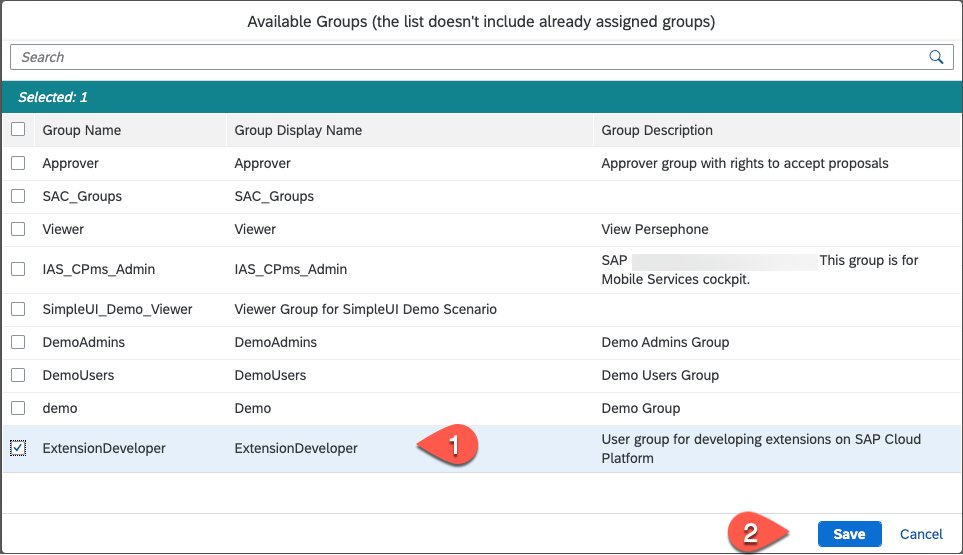 Available Groups (the list doesn't include already assigned groups)
Search
Selected: 1
Group Name Group Display Name Group Description
Approver Approver Approver group with rights to accept proposals
SAC_Groups SAC_Groups
Viewer Viewer View Persephone
IAS_CPms_Admin IAS_CPms_Admin SAP This group is for
Mobile Services cockpit.
SimpleUI_Demo_Viewer Viewer Group for SimpleUI Demo Scenario
DemoAdmins DemoAdmins Demo Admins Group
DemoUsers DemoUsers Demo Users Group
demo Demo Demo Group
ExtensionDeveloper ExtensionDeveloper 1 User group for developing extensions on SAP Cloud
Platform
2 Save Cancel